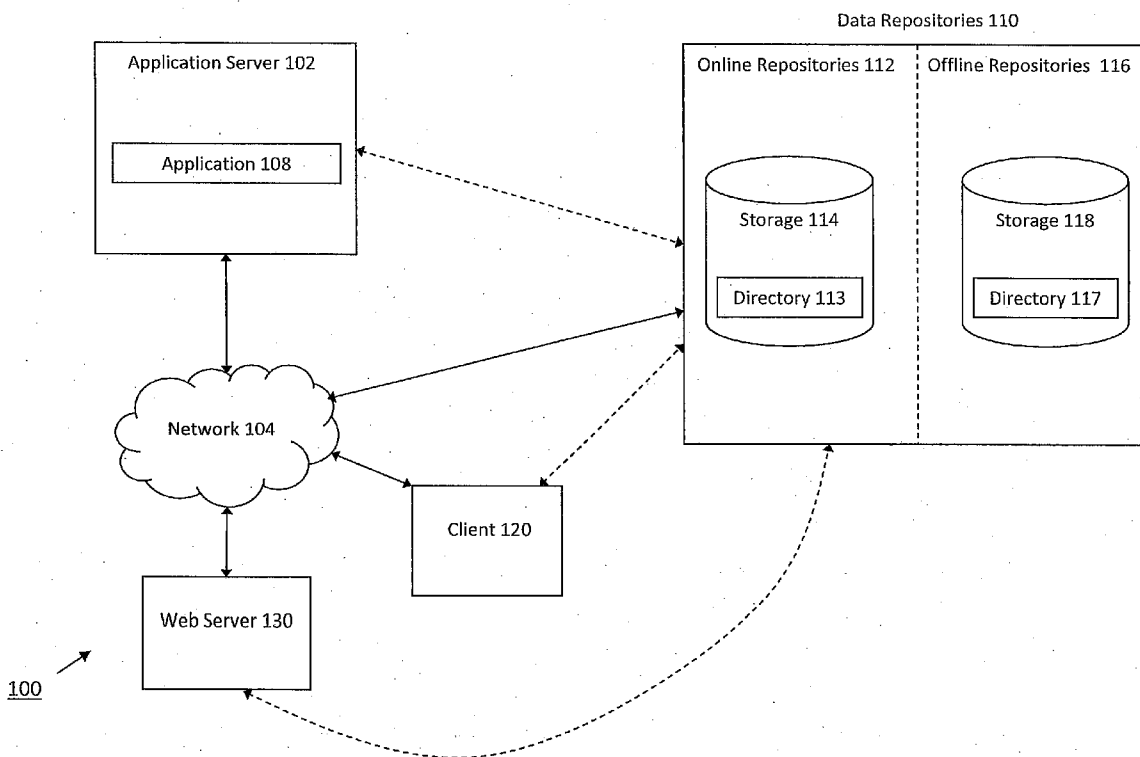 Data Repositories 110
Application Server 102
Online Repositories 112
Offline Repositories 116
Application 108
Storage 114
Storage 118
Directory 113
Directory 117
Network 104
Client 120
Web Server 130
100